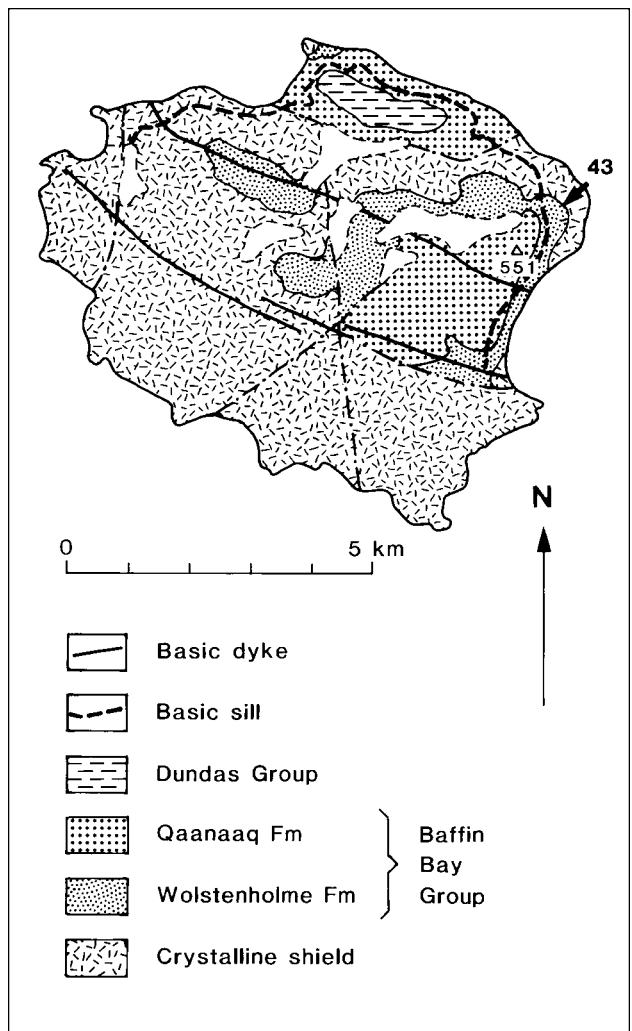 43
551
N
0 5 km
Basic dyke
Basic sill
Dundas Group
Qaanaaq Fm
Wolstenholme Fm
Baffin
Bay
Group
Crystalline shield